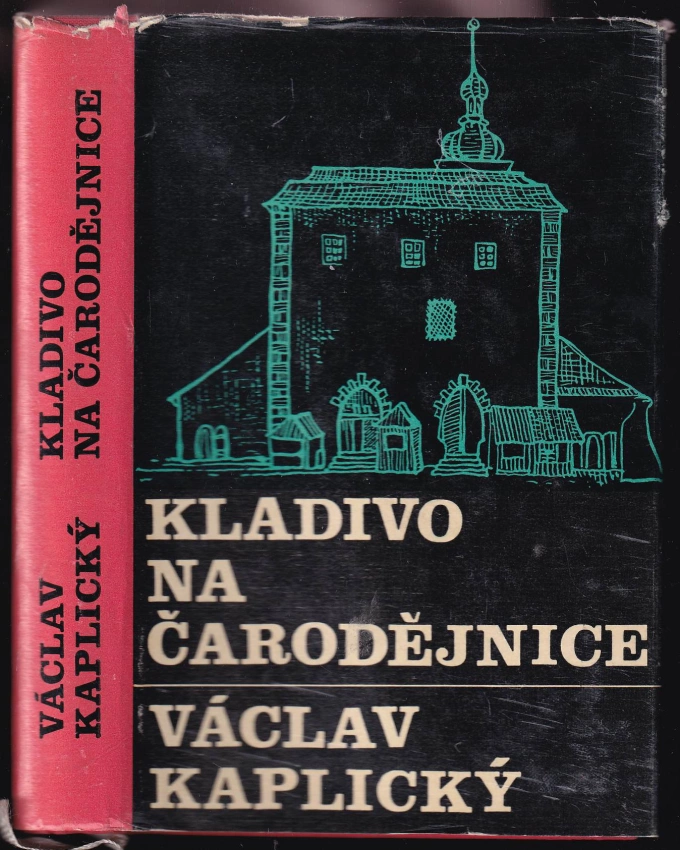 KLADIVO
NA ČARODĚJNICE
VÁCLAV
KAPLICKÝ
KLADIVO
NA
ČARODĚJNICE
VÁCLAV
KAPLICKÝ